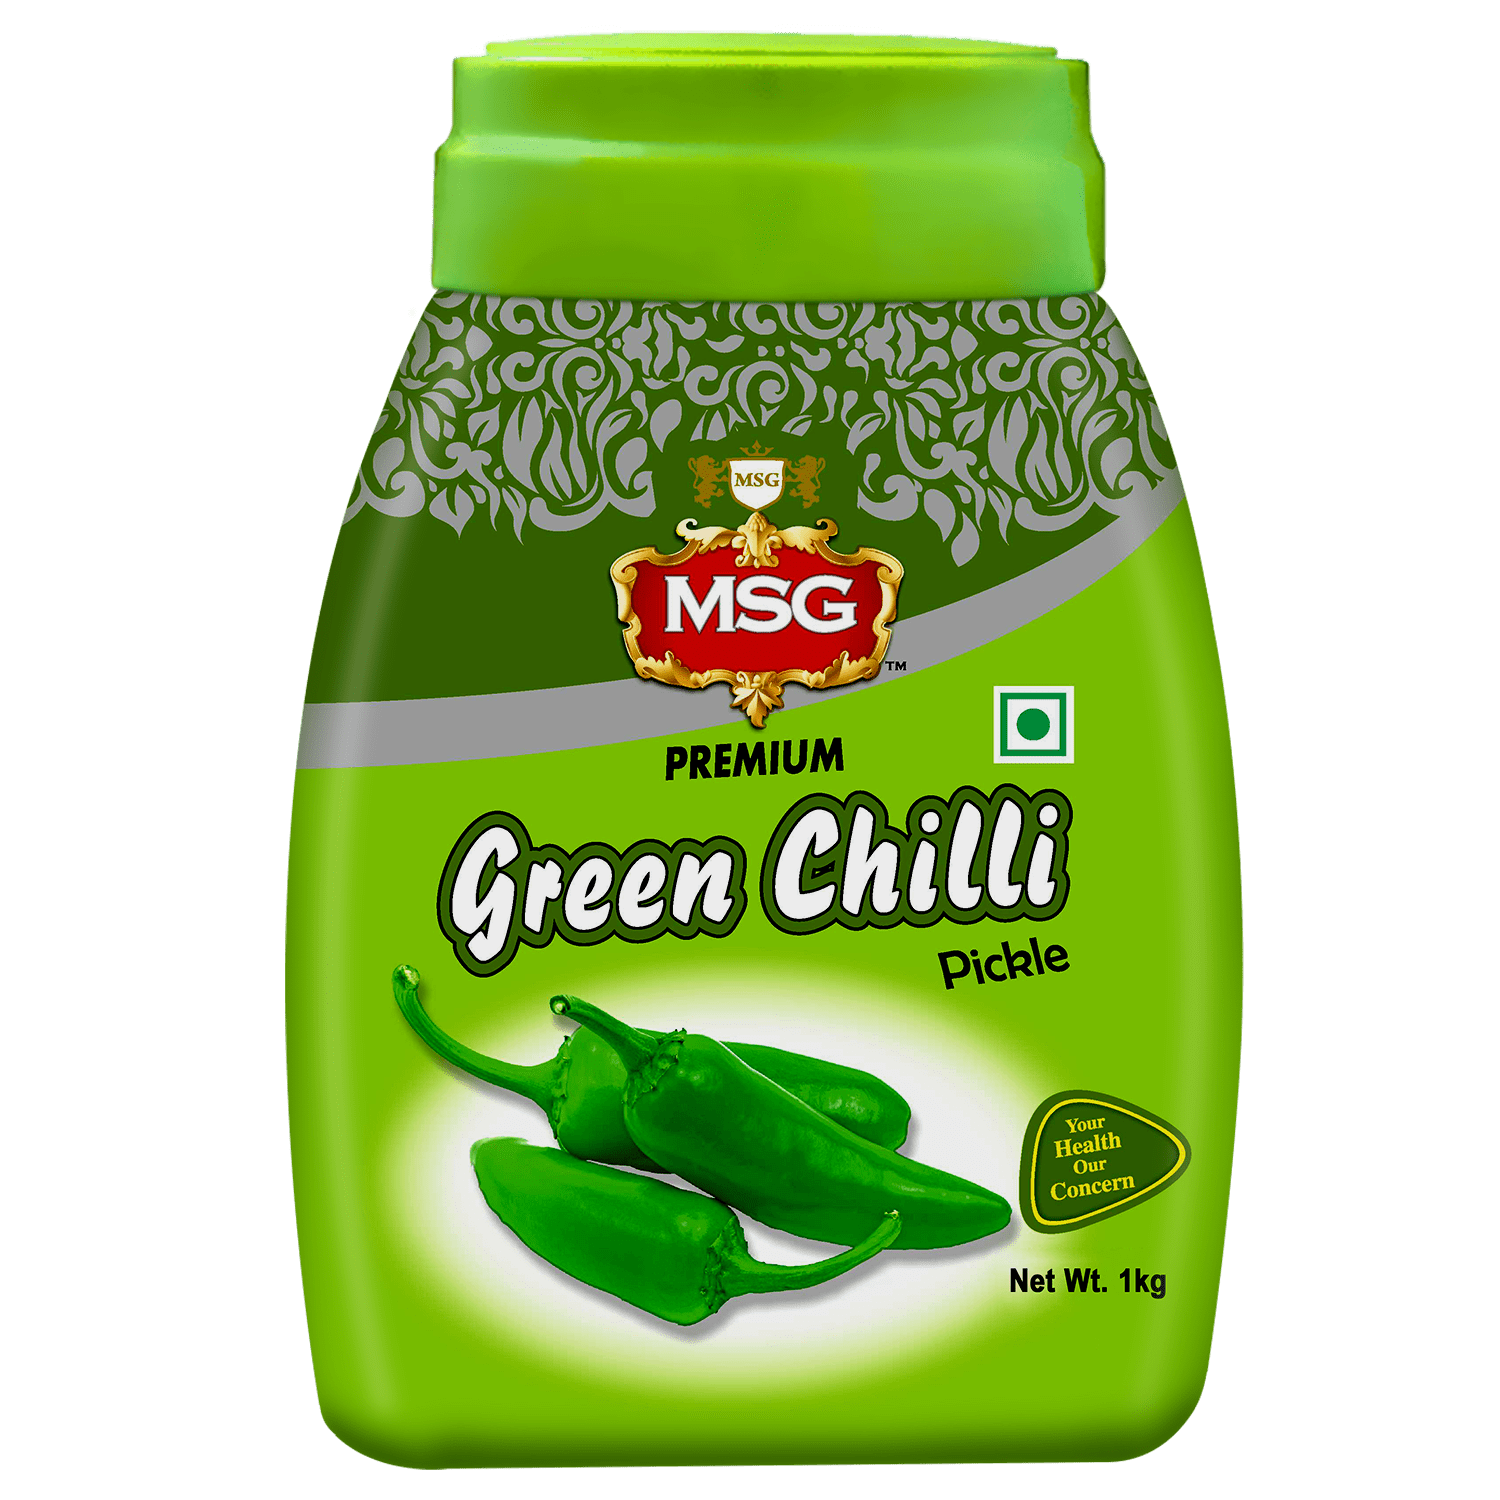 MSG
MSG
TM
PREMIUM
Green Chilli
Pickle
Your
Health
Our
Concern
Net Wt. 1kg